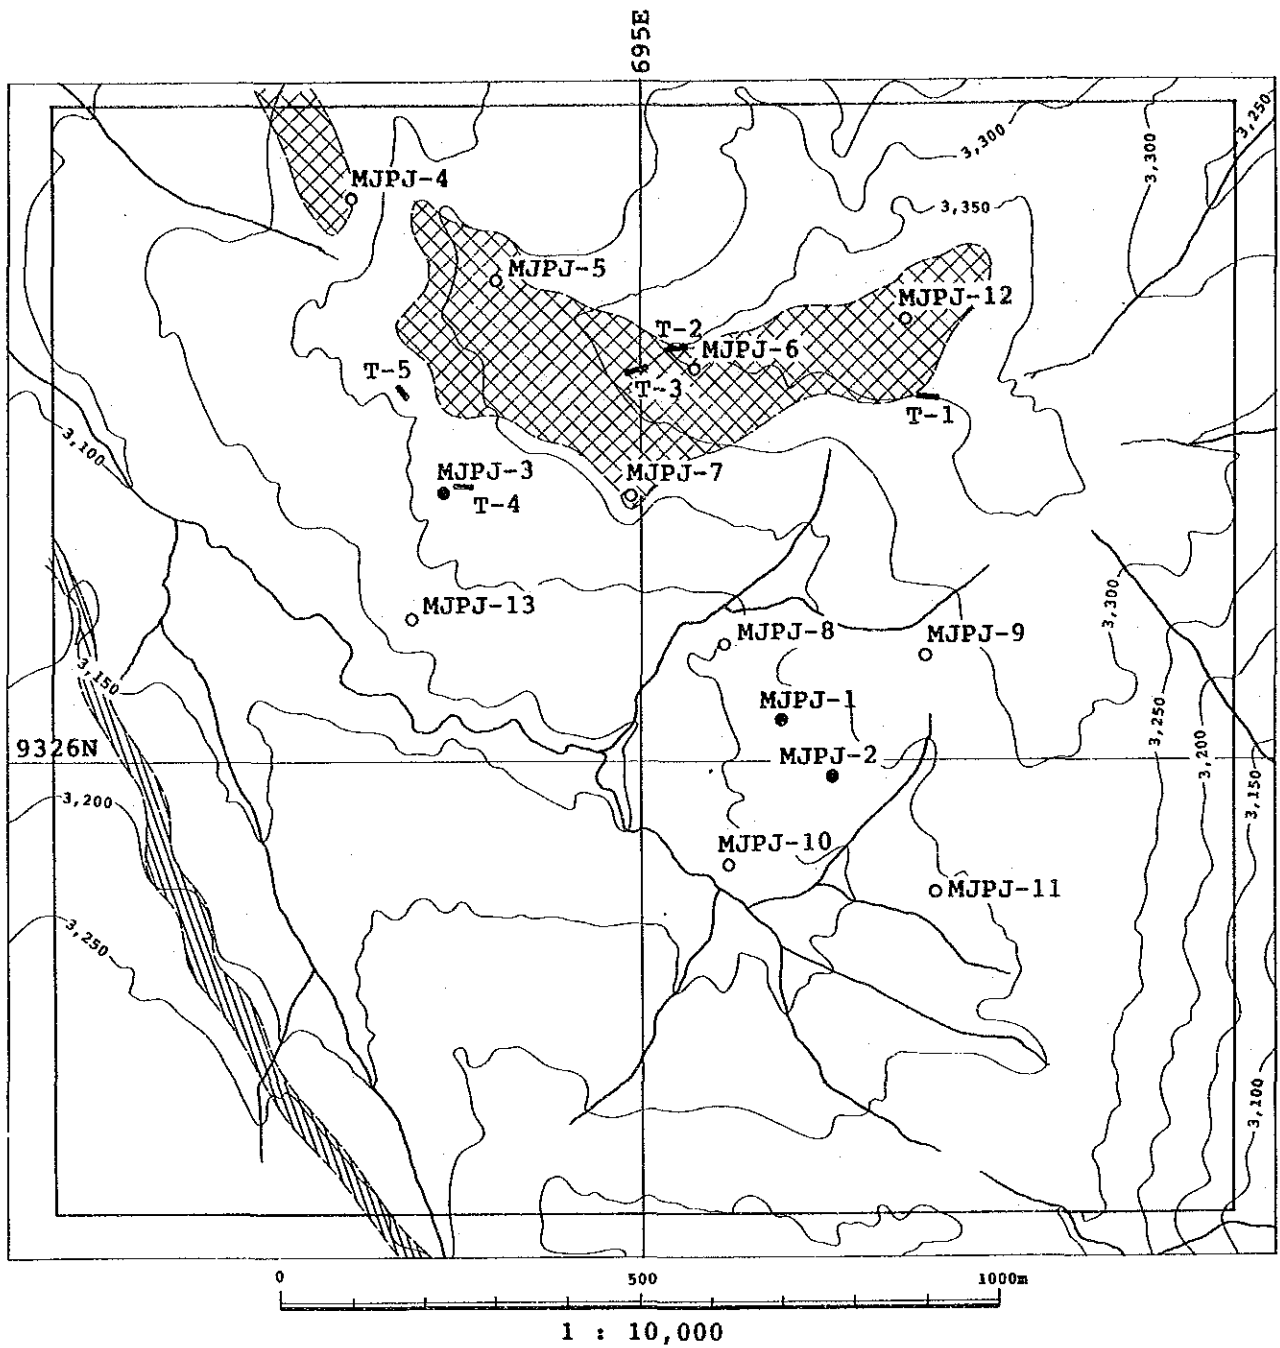 695E
3,250
3,300
3,300
MJPJ-4
3,350
MJPJ-5
MJPJ-12
T-2
MJPJ-6
T-5
T-3
T-1
3,100
MJPJ-3
MJPJ-7
T-4
MJPJ-13
3,300
MJPJ-8
MJPJ-9
3,150
MJPJ-1
3,250
9326N
MJPJ-2
3,200
3,200
3,150
MJPJ-10
MJPJ-11
3,250
3,100
0 500 1000m
1 : 10,000